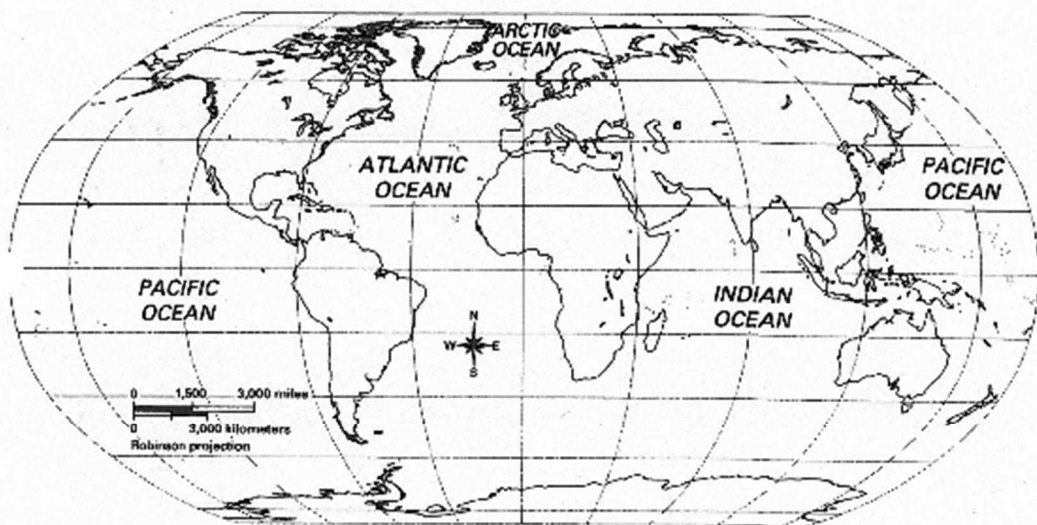 ARCTIC
OCEAN
ATLANTIC
OCEAN
PACIFIC
OCEAN
PACIFIC
OCEAN
INDIAN
OCEAN
N
W E
S
0 1,500 3,000 miles
0 3,000 kilometers
Robinson projection